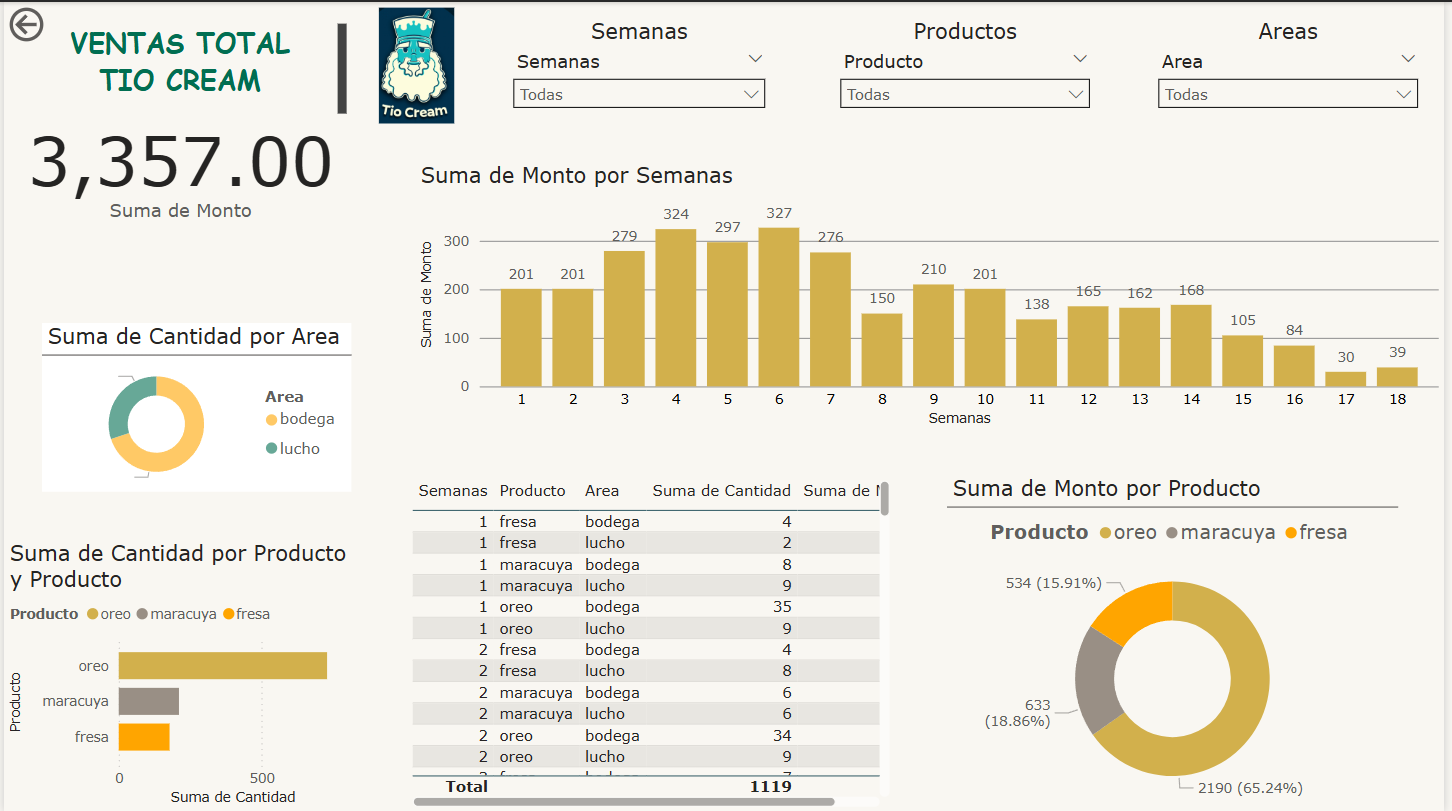 VENTAS TOTAL
TIO CREAM
Tio Cream
Semanas
Semanas
Todas
Productos
Producto
Todas
Areas
Area
Todas
3,357.00
Suma de Monto
Suma de Monto por Semanas
Suma de Monto
300
200
100
0
201 201 279 324 297 327 276 150 210 201 138 165 162 168 105 84 30 39
1 2 3 4 5 6 7 8 9 10 11 12 13 14 15 16 17 18
Semanas
Suma de Cantidad por Area
Area
bodega
lucho
Suma de Cantidad por Producto
y Producto
Producto oreo maracuya fresa
Producto
oreo
maracuya
fresa
0 500
Suma de Cantidad
Semanas Producto Area Suma de Cantidad Suma de
1 fresa bodega 4
1 fresa lucho 2
1 maracuya bodega 8
1 maracuya lucho 9
1 oreo bodega 35
1 oreo lucho 9
2 fresa bodega 4
2 fresa lucho 8
2 maracuya bodega 6
2 maracuya lucho 6
2 oreo bodega 34
2 oreo lucho 9
Total 1119
Suma de Monto por Producto
Producto oreo maracuya fresa
534 (15.91%)
633
(18.86%)
2190 (65.24%)